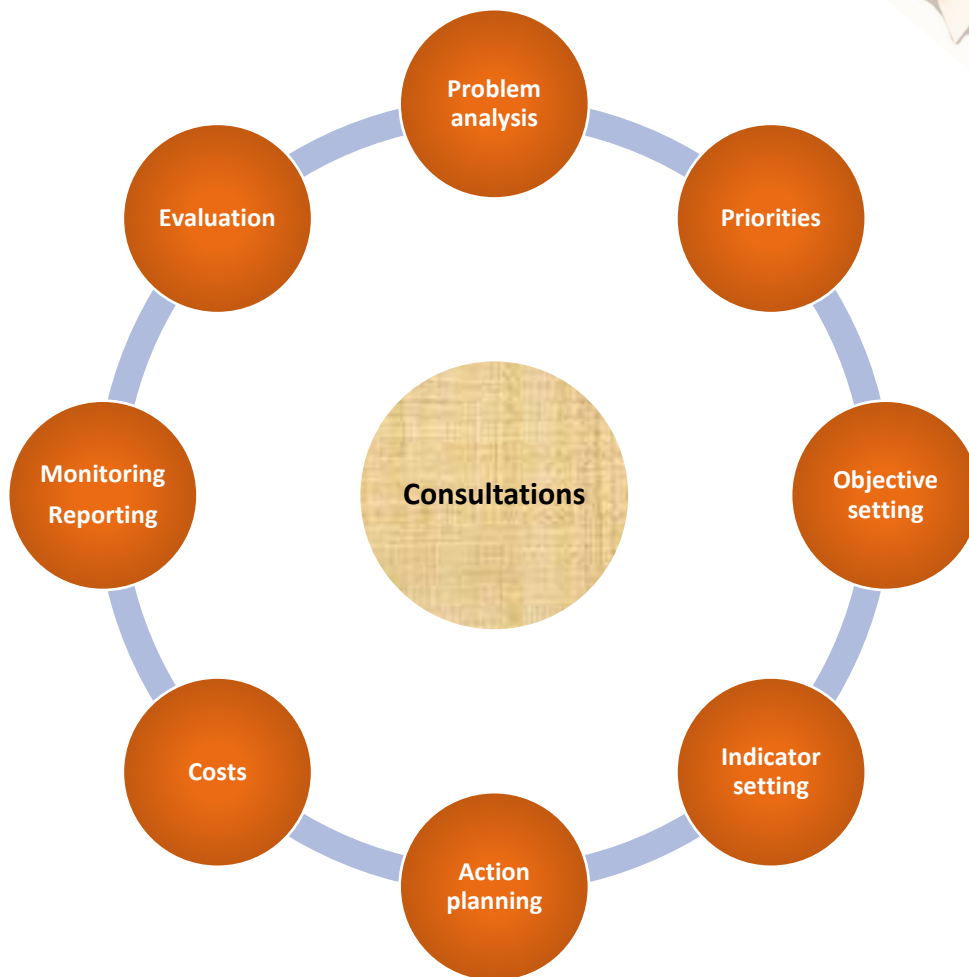 Problem
analysis
Priorities
Objective
setting
Indicator
setting
Action
planning
Costs
Monitoring
Reporting
Evaluation
Consultations